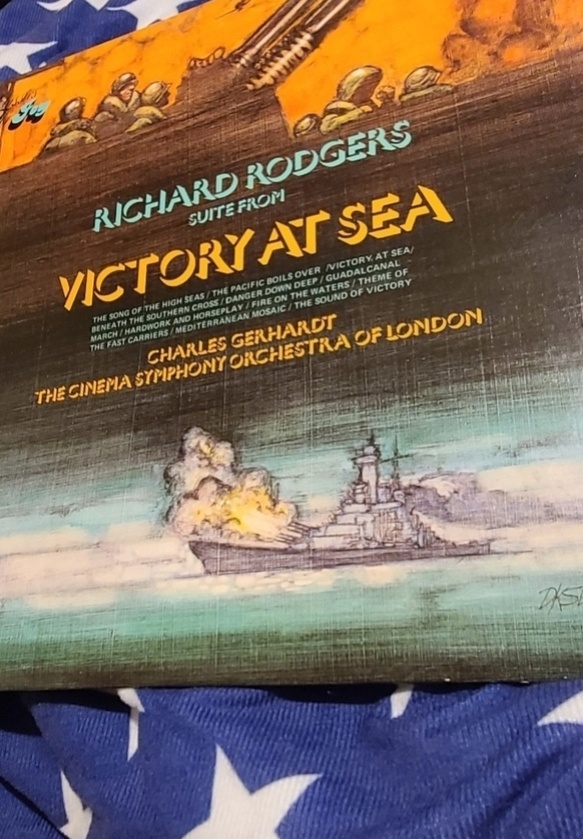 RICHARD RODGERS
SUITE FROM
VICTORY AT SEA
THE SONG OF THE HIGH SEAS / THE PACIFIC BOILS OVER /VICTORY AT SEA/
BENEATH THE SOUTHERN CROSS / DANGER DOWN DEEP / GUADALCANAL
MARCH / HARDWORK AND HORSEPLAY / FIRE ON THE WATERS / THEME OF
THE FAST CARRIERS / MEDITERRANEAN MOSAIC / THE SOUND OF VICTORY
CHARLES GERHARDT
THE CINEMA SYMPHONY ORCHESTRA OF LONDON